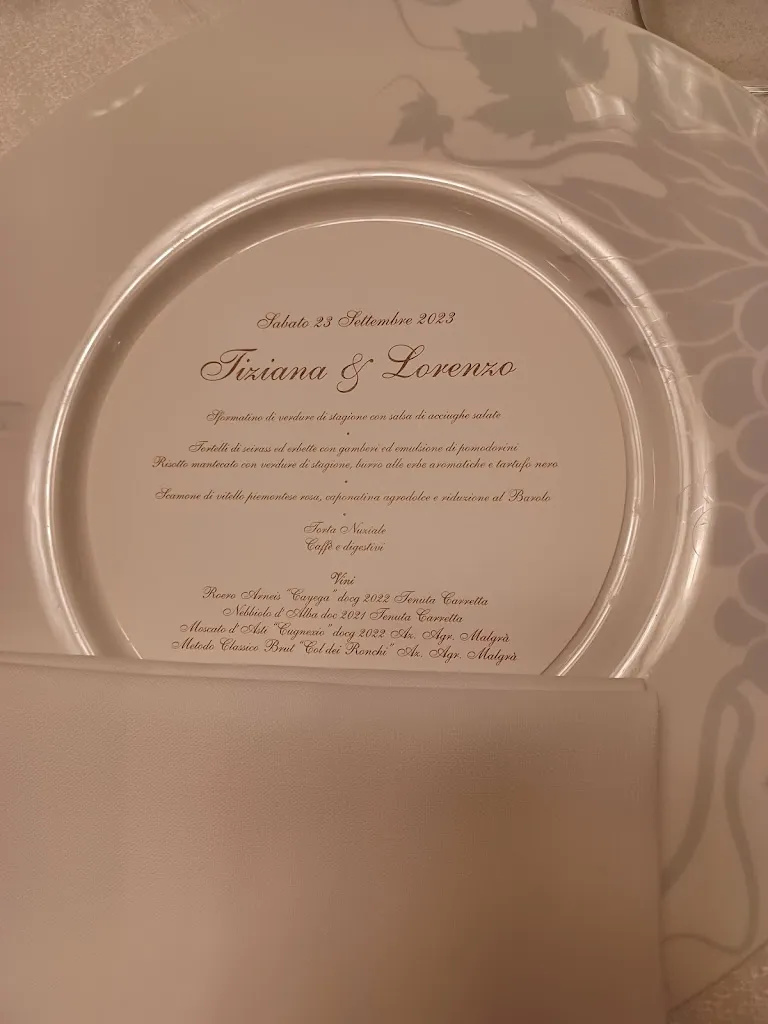 Sabato 23 Settembre 2023
Tiziana & Lorenzo
Sformatino di verdure di stagione con salsa di acciughe salate
Tortelli di seirass ed erbette con gamberi ed emulsione di pomodorini
Risotto mantecato con verdure di stagione, burro alle erbe aromatiche e tartufo nero
Scamone di vitello piemontese rosa, caponatina agrodolce e riduzione al Barolo
Torta Nuziale
Caffè e digestivi
Vini
Roero Arneis "Cayega" docg 2022 Tenuta Carretta
Nebbiolo d'Alba doc 2021 Tenuta Carretta
Moscato d'Asti "Cugnexio" docg 2022 Az. Agr. Malgrà
Metodo Classico Brut "Col dei Ronchi" Az. Agr. Malgrà